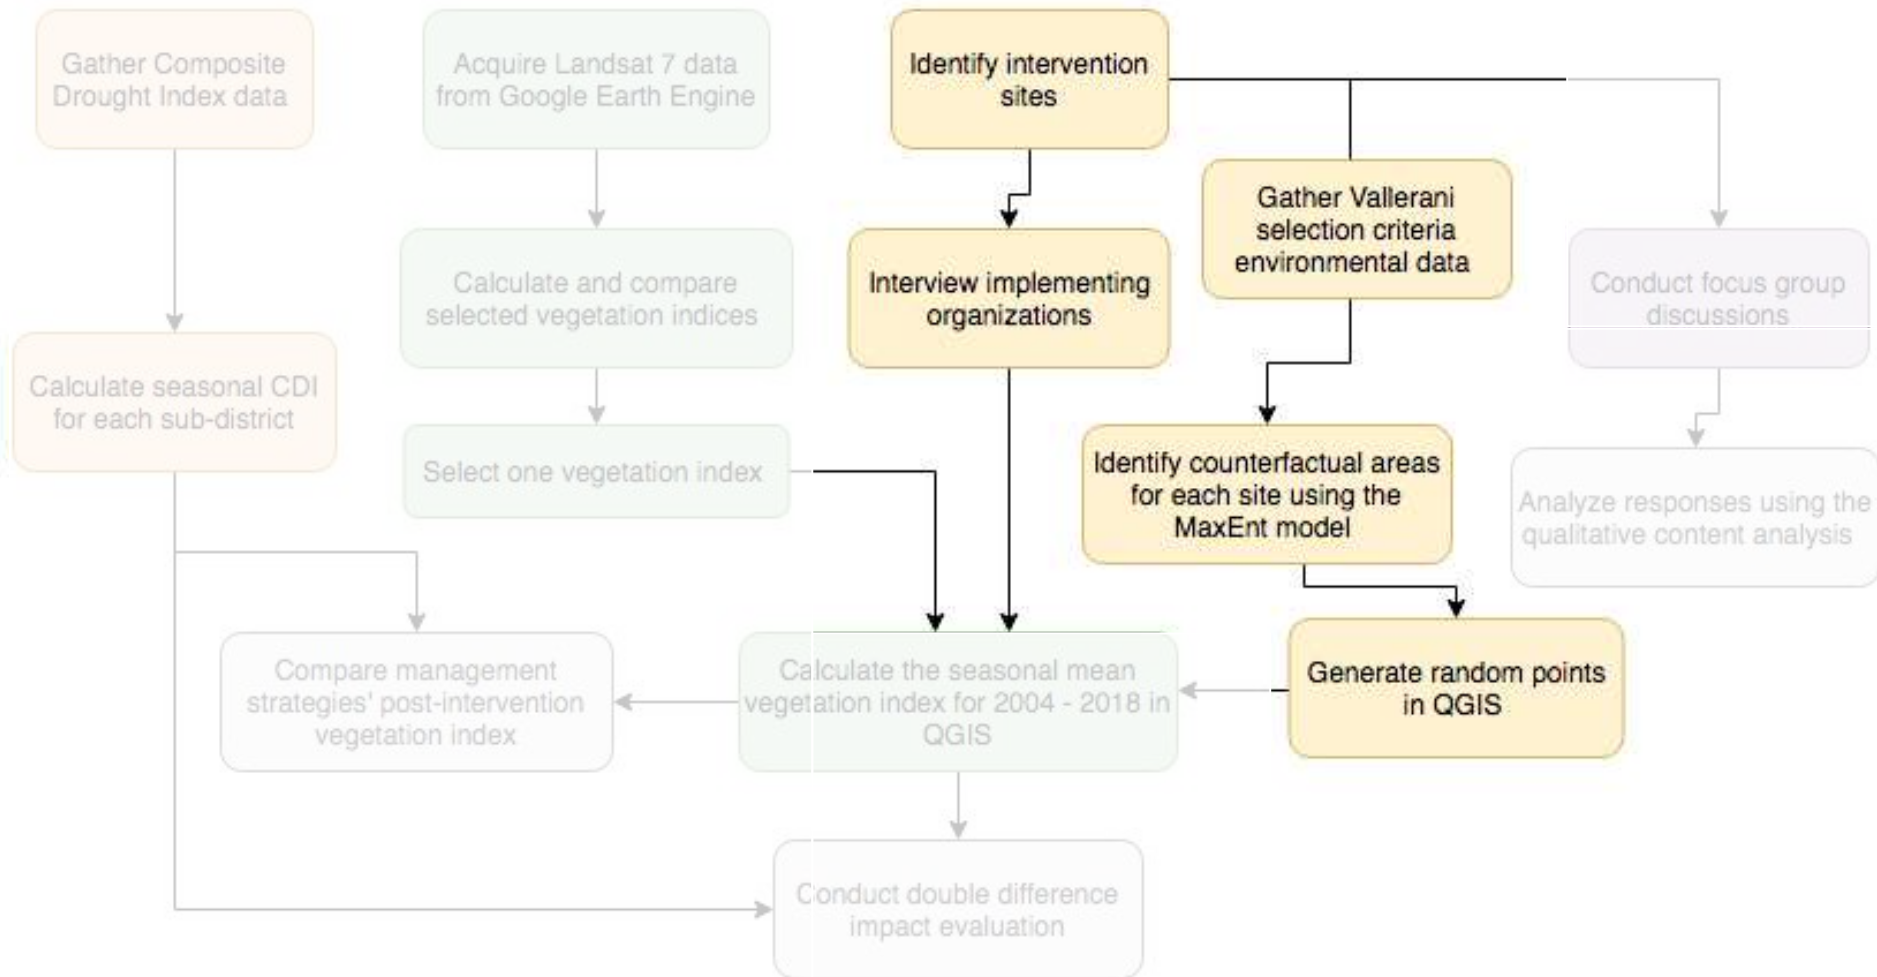 Gather Composite
Drought Index data
Acquire Landsat 7 data
from Google Earth Engine
Identify intervention
sites
Gather Vallerani
selection criteria
environmental data
Calculate and compare
selected vegetation indices
Interview implementing
organizations
Conduct focus group
discussions
Calculate seasonal CDI
for each sub-district
Select one vegetation index
Identify counterfactual areas
for each site using the
MaxEnt model
Analyze responses using the
qualitative content analysis
Compare management
strategies' post-intervention
vegetation index
Calculate the seasonal mean
vegetation index for 2004 - 2018 in
QGIS
Generate random points
in QGIS
Conduct double difference
impact evaluation